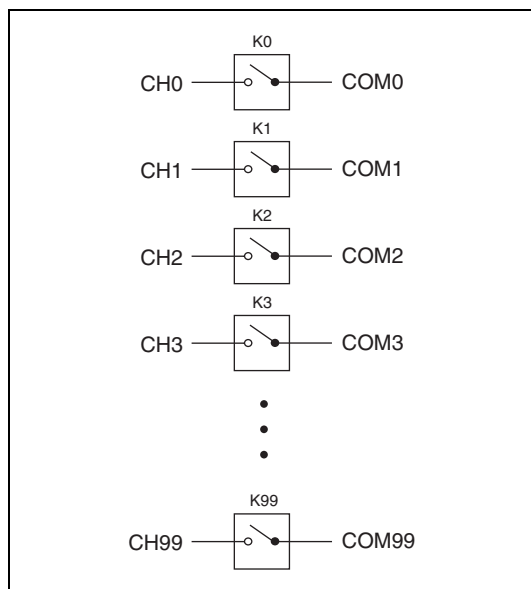 K0
CH0 COM0
K1
CH1 COM1
K2
CH2 COM2
K3
CH3 COM3
K99
CH99 COM99